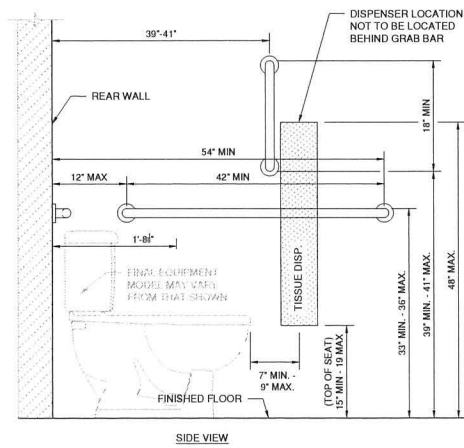 DISPENSER LOCATION
NOT TO BE LOCATED
BEHIND GRAB BAR
39"-41"
REAR WALL
18" MIN
54" MIN
12" MAX
42" MIN
FINAL EQUIPMENT
MODEL MAY VARY
FROM THAT SHOWN
TISSUE DISP.
33" MIN. - 36" MAX.
39" MIN. - 41" MAX.
48" MAX.
7" MIN. -
9" MAX.
(TOP OF SEAT)
15" MIN - 19 MAX
FINISHED FLOOR
SIDE VIEW